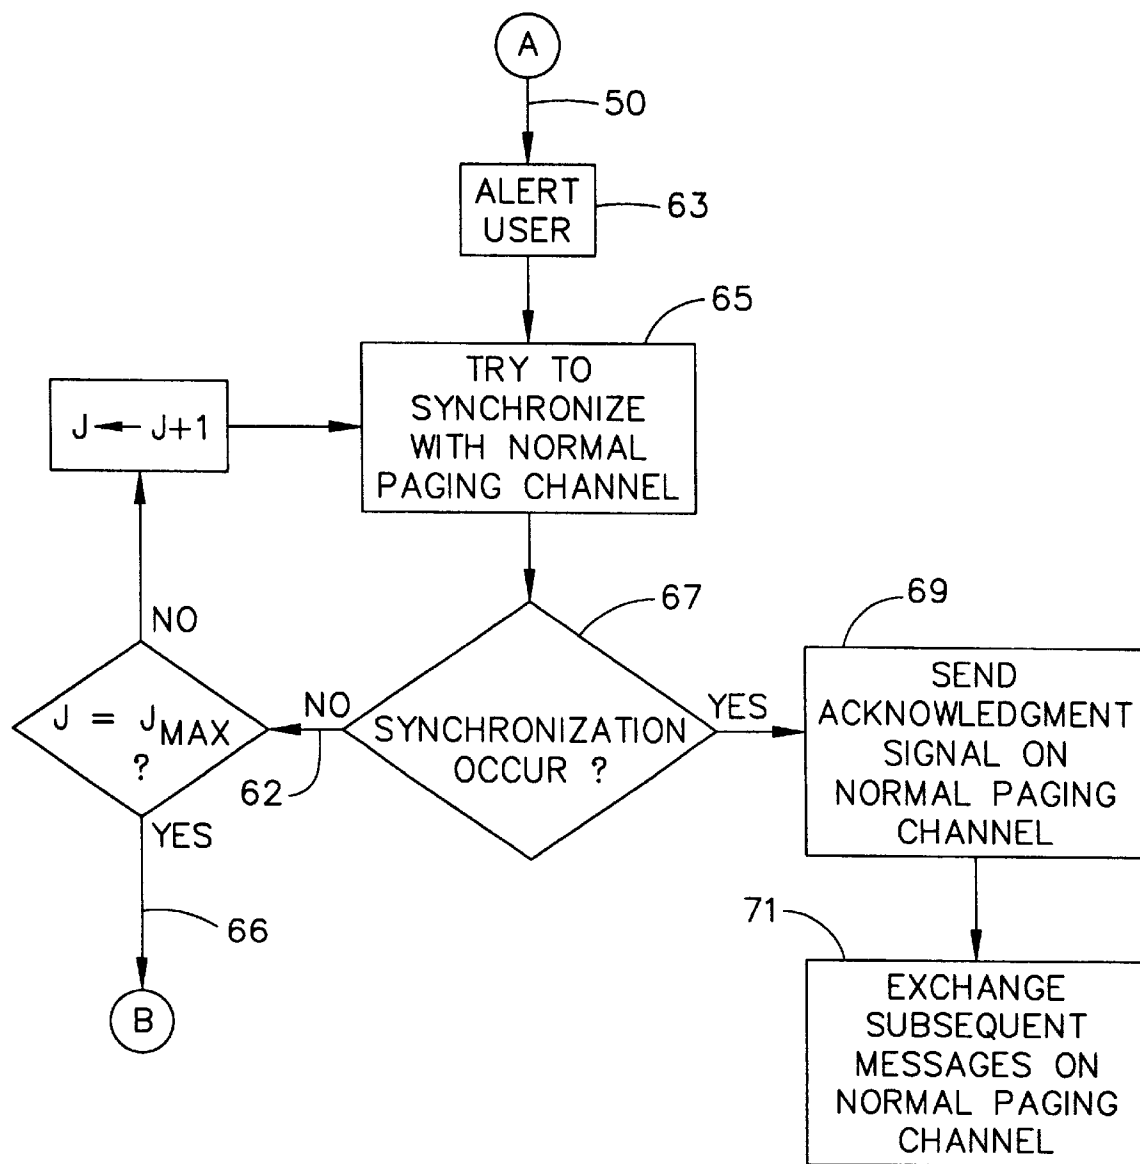 A
50
ALERT
USER
63
65
TRY TO
SYNCHRONIZE
WITH NORMAL
PAGING CHANNEL
J ← J+1
67
69
NO
J = JMAX
?
NO
62
SYNCHRONIZATION
OCCUR ?
YES
SEND
ACKNOWLEDGMENT
SIGNAL ON
NORMAL PAGING
CHANNEL
YES
66
B
71
EXCHANGE
SUBSEQUENT
MESSAGES ON
NORMAL PAGING
CHANNEL